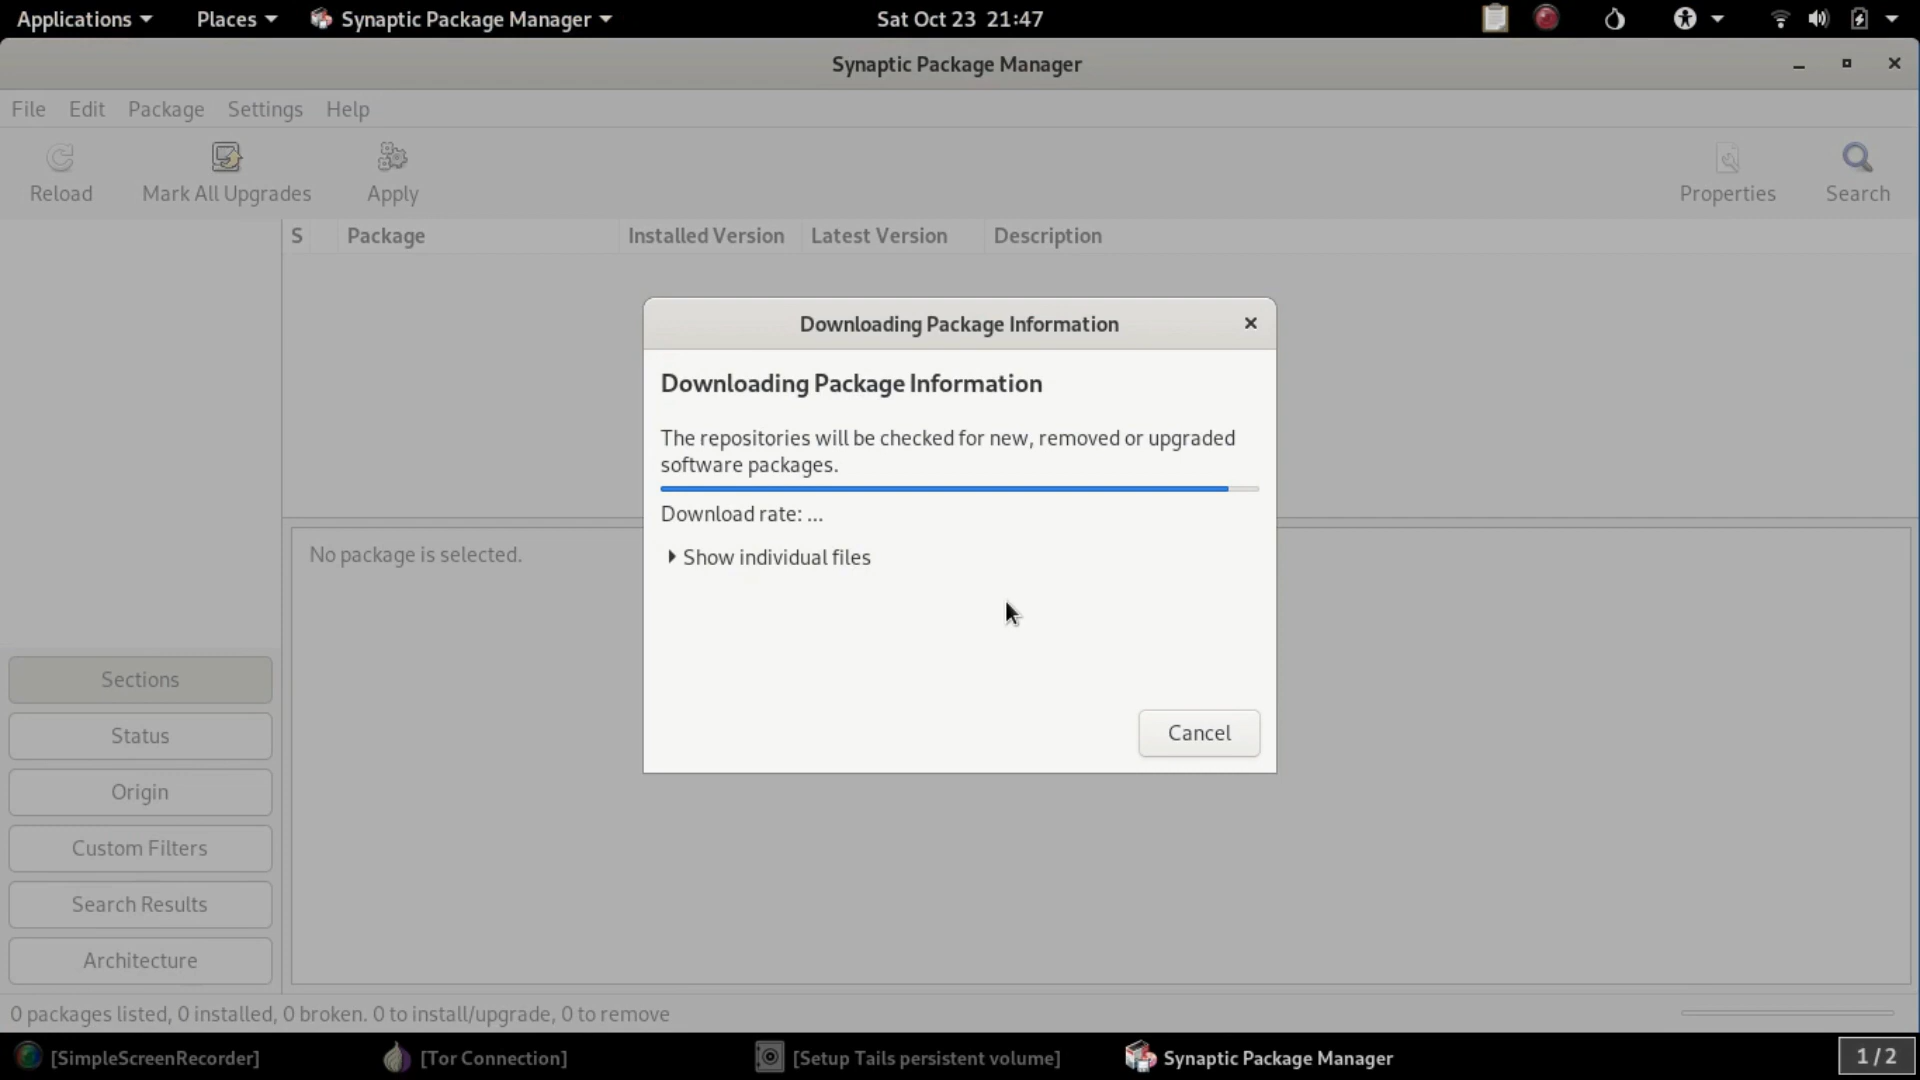 Applications Places Synaptic Package Manager Sat Oct 23 21:47
Synaptic Package Manager
File Edit Package Settings Help
Reload Mark All Upgrades Apply Properties Search
S Package Installed Version Latest Version Description
Downloading Package Information
Downloading Package Information
The repositories will be checked for new, removed or upgraded
software packages.
Download rate: ...
Show individual files
Cancel
No package is selected.
Sections
Status
Origin
Custom Filters
Search Results
Architecture
0 packages listed, 0 installed, 0 broken. 0 to install/upgrade, 0 to remove
[SimpleScreenRecorder] [Tor Connection] [Setup Tails persistent volume] Synaptic Package Manager 1 / 2